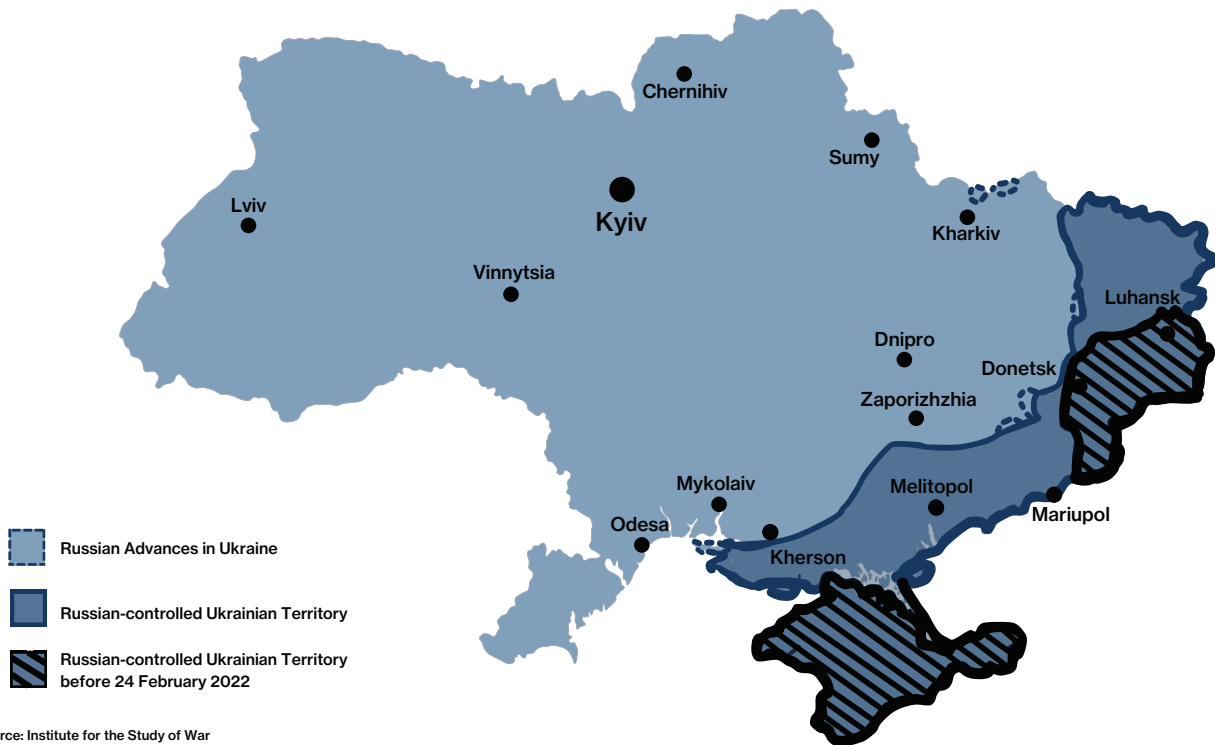 Chernihiv
Sumy
Lviv
Kyiv
Kharkiv
Vinnytsia
Luhansk
Dnipro
Donetsk
Zaporizhzhia
Mykolaiv
Melitopol
Mariupol
Odesa
Kherson
Russian Advances in Ukraine
Russian-controlled Ukrainian Territory
Russian-controlled Ukrainian Territory
before 24 February 2022
rce: Institute for the Study of War